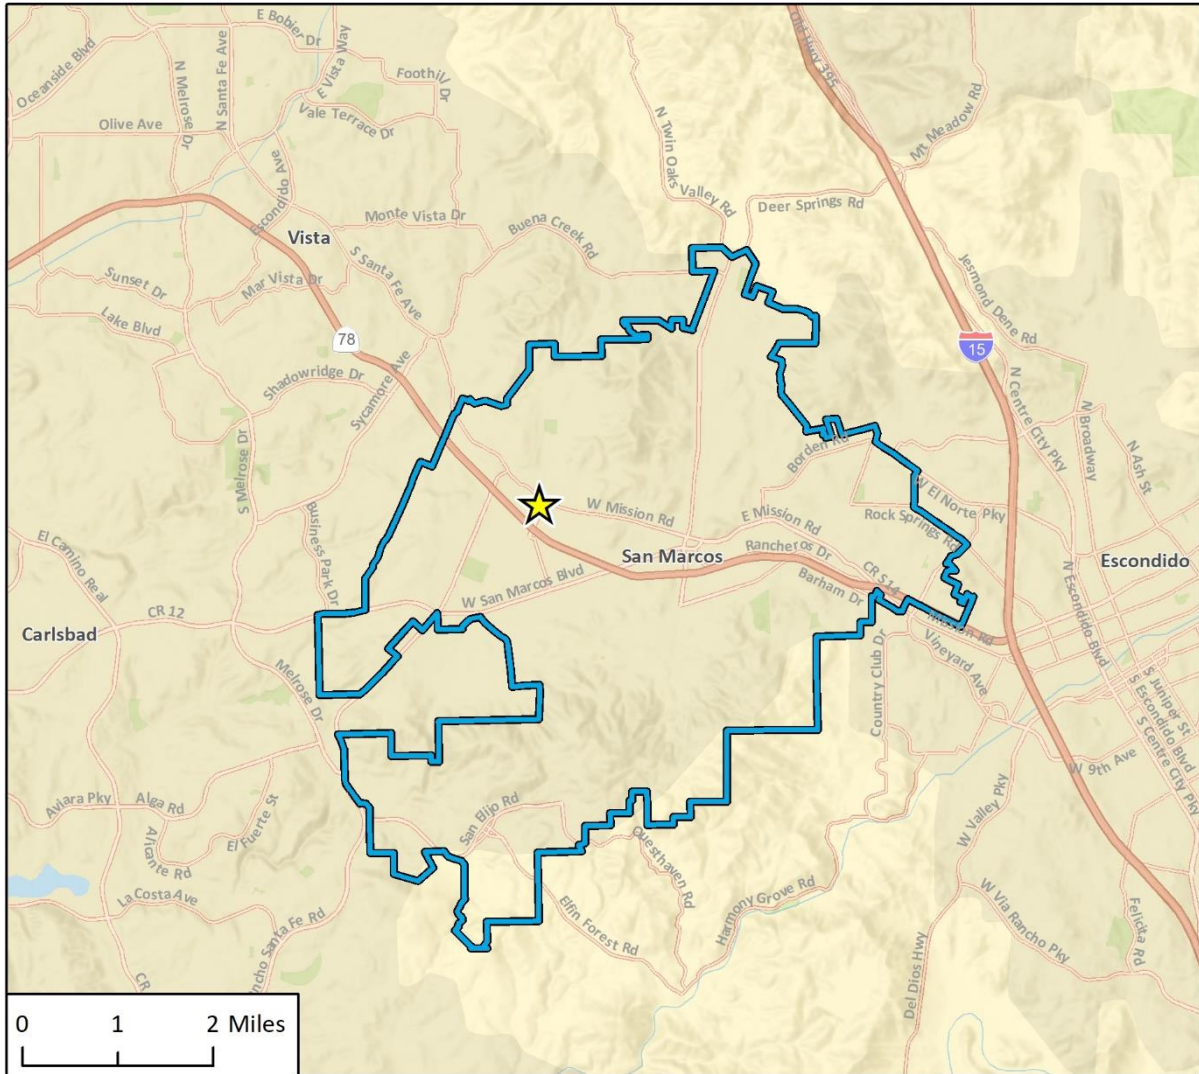 E Bobier Dr
Oceanside Blvd
N Melrose Dr
N Santa Fe Ave
E Vista Way
Foothill Dr
Vale Terrace Dr
Olive Ave
Old Hwy 395
Mt Meadow Rd
N Twin Oaks
Valley Rd
Deer Springs Rd
Escondido Ave
Monte Vista Dr
Vista
Buena Creek Rd
S Santa Fe Ave
Sunset Dr
Mar Vista Dr
Lake Blvd
78
Jesmond Dene Rd
15
Shadowridge Dr
Sycamore Ave
N Centre City Pky
N Broadway
N Ash St
S Melrose Dr
Borden Rd
W El Norte Pky
Business Park Dr
W Mission Rd
E Mission Rd
Rock Springs Rd
El Camino Real
San Marcos
Rancheros Dr
Escondido
CR S14
Barham Dr
W San Marcos Blvd
CR 12
N Escondido Blvd
Carlsbad
Mission Rd
Country Club Dr
Vineyard Ave
Melrose Dr
S Juniper St
S Escondido Blvd
S Centre City Pky
W 9th Ave
Aviara Pky
Alga Rd
El Fuerte St
Alicante Rd
San Elijo Rd
Questhaven Rd
W Valley Pky
La Costa Ave
Harmony Grove Rd
Elfin Forest Rd
W Via Rancho Pky
Felicita Rd
ncho Santa Fe Rd
CR
Del Dios Hwy
0 1 2 Miles